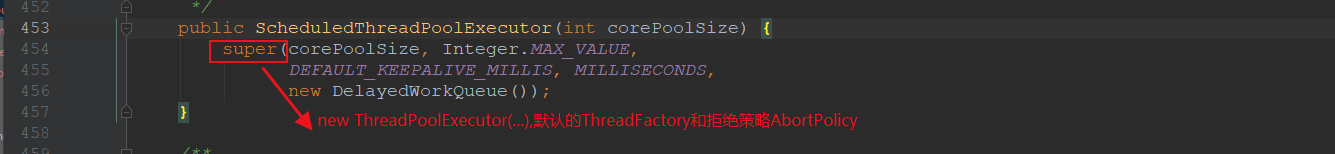 452 */
453 public ScheduledThreadPoolExecutor(int corePoolSize) {
454 super(corePoolSize, Integer.MAX_VALUE,
455 DEFAULT_KEEPALIVE_MILLIS, MILLISECONDS,
456 new DelayedWorkQueue());
457 }
new ThreadPoolExecutor(...),默认的ThreadFactory和拒绝策略AbortPolicy
458
459 /**